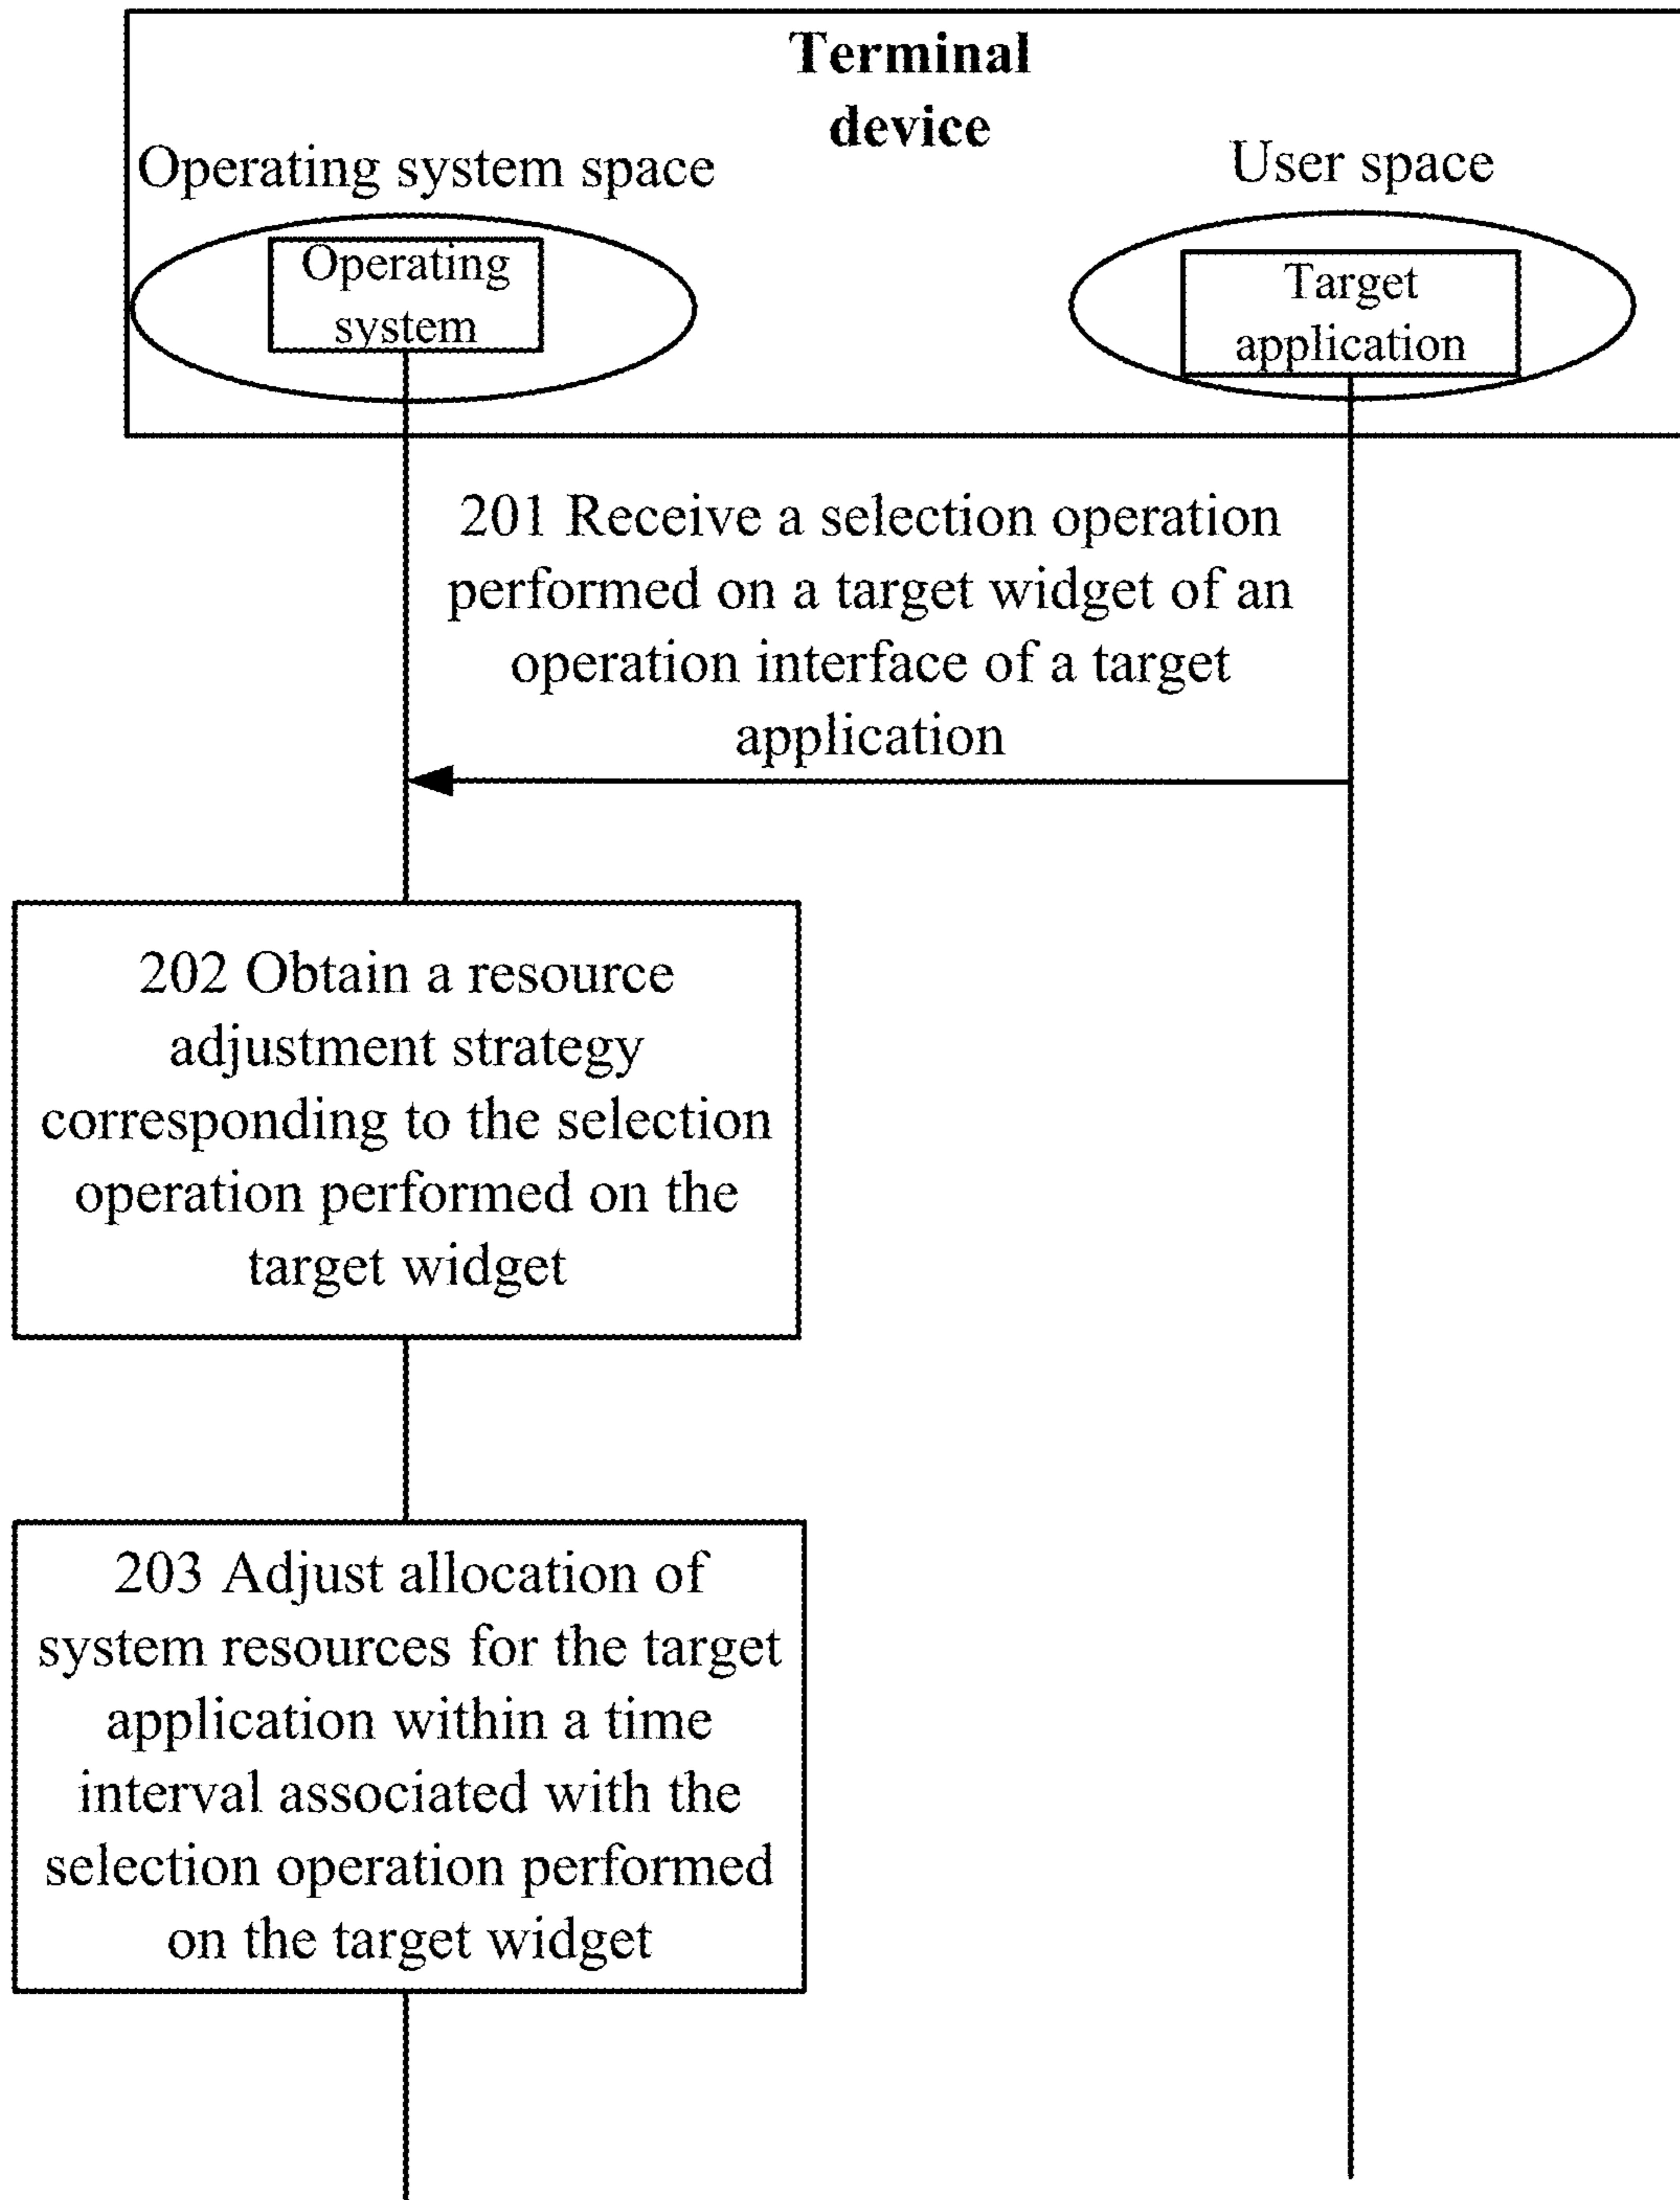 Terminal
device
Operating system space
User space
Operating
system
Target
application
201 Receive a selection operation
performed on a target widget of an
operation interface of a target
application
202 Obtain a resource
adjustment strategy
corresponding to the selection
operation performed on the
target widget
203 Adjust allocation of
system resources for the target
application within a time
interval associated with the
selection operation performed
on the target widget